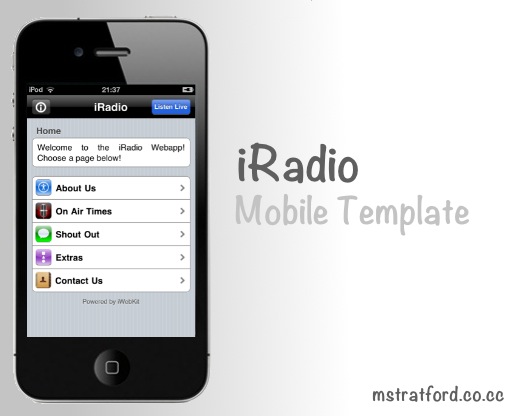 iPod 21:37
iRadio Listen Live
Home
Welcome to the iRadio Webapp!
Choose a page below!
About Us
On Air Times
Shout Out
Extras
Contact Us
Powered by iWebKit
iRadio
Mobile Template
mstratford.co.cc